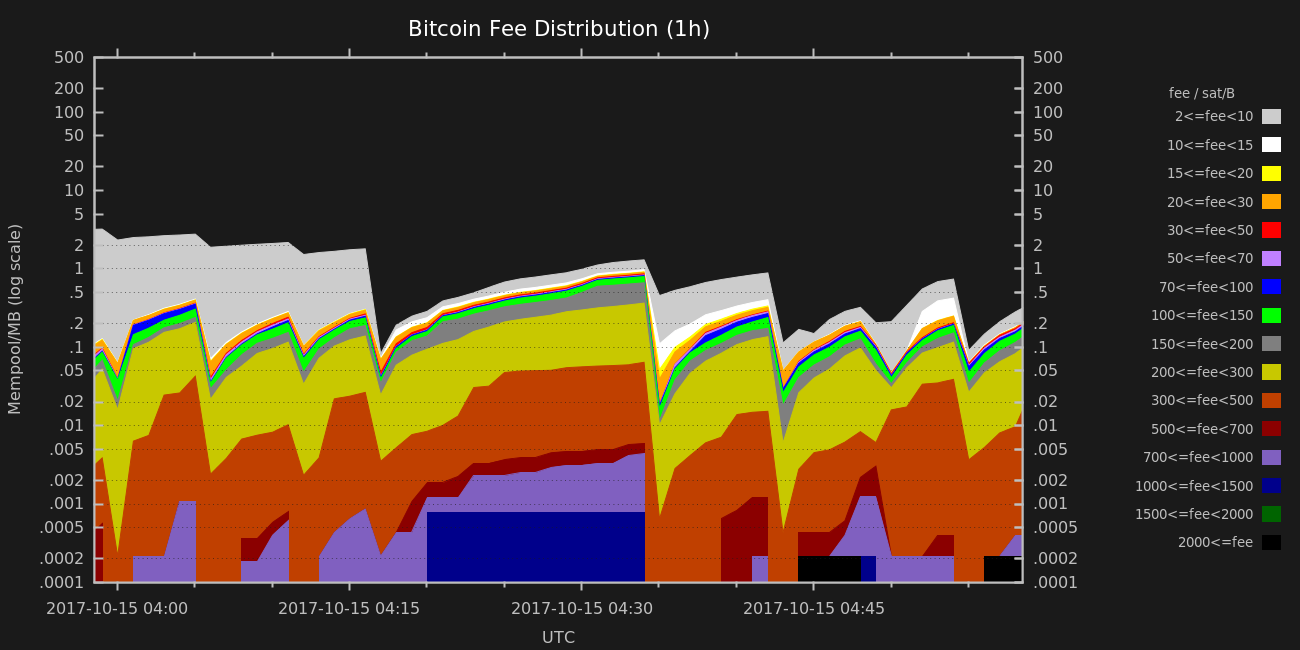 Bitcoin Fee Distribution (1h)
Mempool/MB (log scale)
500
200
100
50
20
10
5
2
1
.5
.2
.1
.05
.02
.01
.005
.002
.001
.0005
.0002
.0001
500
200
100
50
20
10
5
2
1
.5
.2
.1
.05
.02
.01
.005
.002
.001
.0005
.0002
.0001
2017-10-15 04:00
2017-10-15 04:15
2017-10-15 04:30
2017-10-15 04:45
UTC
fee / sat/B
2<=fee<10
10<=fee<15
15<=fee<20
20<=fee<30
30<=fee<50
50<=fee<70
70<=fee<100
100<=fee<150
150<=fee<200
200<=fee<300
300<=fee<500
500<=fee<700
700<=fee<1000
1000<=fee<1500
1500<=fee<2000
2000<=fee